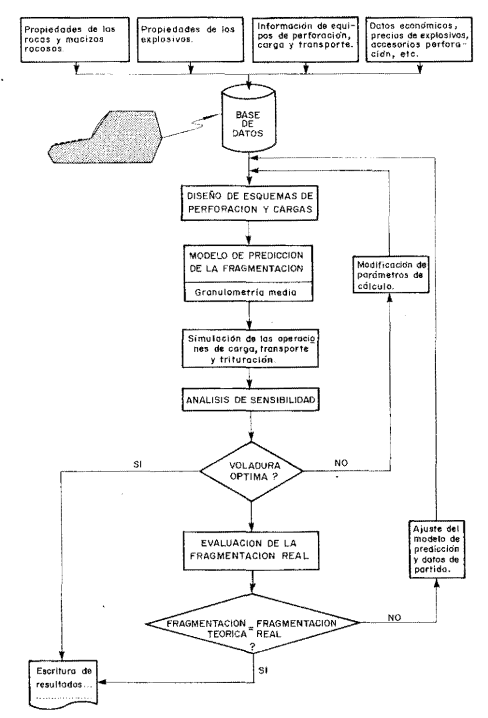 Propiedades de las
rocas y macizos
rocosos.
Propiedades de los
explosivos.
Información de equi-
pos de perforación,
carga y transporte.
Datos económicos,
precios de explosivos,
accesorios perfora-
ción, etc.
BASE
DE
DATOS
DISEÑO DE ESQUEMAS DE
PERFORACION Y CARGAS
MODELO DE PREDICCION
DE LA FRAGMENTACION
Granulometría media
Modificación de
parámetros de
cálculo.
Simulación de las operacio
nes de carga, transporte
y trituración.
ANALISIS DE SENSIBILIDAD
SI
VOLADURA
OPTIMA ?
NO
EVALUACION DE LA
FRAGMENTACION REAL
Ajuste del
modelo de
predicción
y datos de
partida.
FRAGMENTACION = FRAGMENTACION
TEORICA REAL
?
NO
SI
Escritura de
resultados...